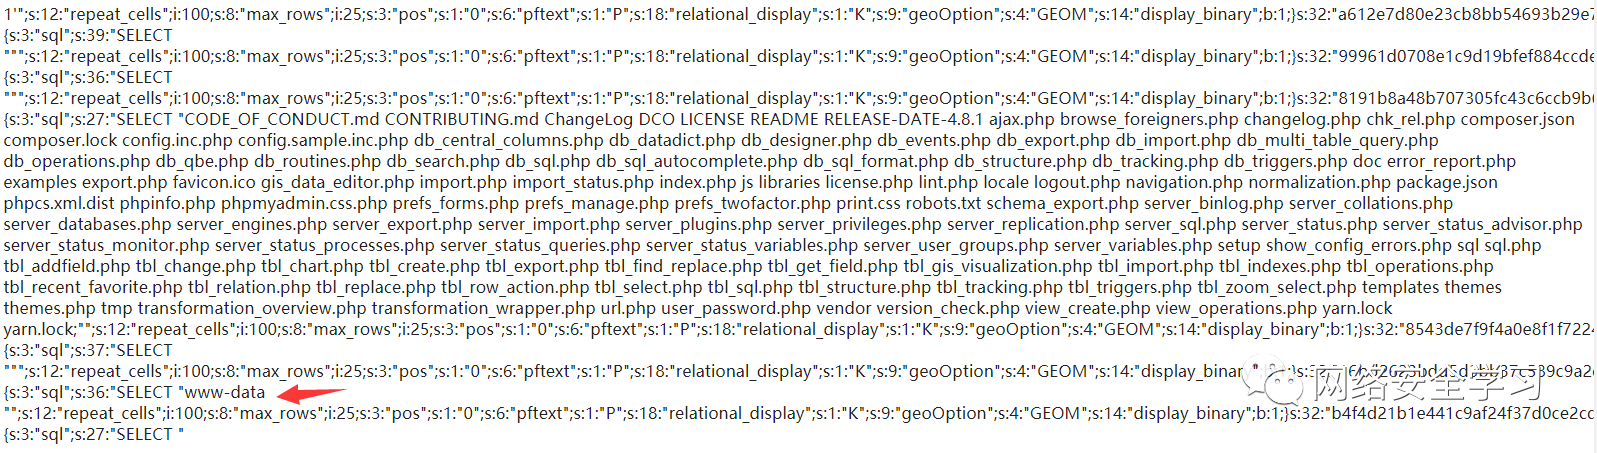 1'";s:12:"repeat_cells";i:100;s:8:"max_rows";i:25;s:3:"pos";s:1:"0";s:6:"pftext";s:1:"P";s:18:"relational_display";s:1:"K";s:9:"geoOption";s:4:"GEOM";s:14:"display_binary";b:1;}s:32:"a612e7d80e23cb8bb54693b29e7
{s:3:"sql";s:39:"SELECT
""";s:12:"repeat_cells";i:100;s:8:"max_rows";i:25;s:3:"pos";s:1:"0";s:6:"pftext";s:1:"P";s:18:"relational_display";s:1:"K";s:9:"geoOption";s:4:"GEOM";s:14:"display_binary";b:1;}s:32:"99961d0708e1c9d19bfef884ccde
{s:3:"sql";s:36:"SELECT
""";s:12:"repeat_cells";i:100;s:8:"max_rows";i:25;s:3:"pos";s:1:"0";s:6:"pftext";s:1:"P";s:18:"relational_display";s:1:"K";s:9:"geoOption";s:4:"GEOM";s:14:"display_binary";b:1;}s:32:"8191b8a48b707305fc43c6ccb9b
{s:3:"sql";s:27:"SELECT "CODE_OF_CONDUCT.md CONTRIBUTING.md ChangeLog DCO LICENSE README RELEASE-DATE-4.8.1 ajax.php browse_foreigners.php changelog.php chk_rel.php composer.json
composer.lock config.inc.php config.sample.inc.php db_central_columns.php db_datadict.php db_designer.php db_events.php db_export.php db_import.php db_multi_table_query.php
db_operations.php db_qbe.php db_routines.php db_search.php db_sql.php db_sql_autocomplete.php db_sql_format.php db_structure.php db_tracking.php db_triggers.php doc error_report.php
examples export.php favicon.ico gis_data_editor.php import.php import_status.php index.php js libraries license.php lint.php locale logout.php navigation.php normalization.php package.json
phpcs.xml.dist phpinfo.php phpmyadmin.css.php prefs_forms.php prefs_manage.php prefs_twofactor.php print.css robots.txt schema_export.php server_binlog.php server_collations.php
server_databases.php server_engines.php server_export.php server_import.php server_plugins.php server_privileges.php server_replication.php server_sql.php server_status.php server_status_advisor.php
server_status_monitor.php server_status_processes.php server_status_queries.php server_status_variables.php server_user_groups.php server_variables.php setup show_config_errors.php sql sql.php
tbl_addfield.php tbl_change.php tbl_chart.php tbl_create.php tbl_export.php tbl_find_replace.php tbl_get_field.php tbl_gis_visualization.php tbl_import.php tbl_indexes.php tbl_operations.php
tbl_recent_favorite.php tbl_relation.php tbl_replace.php tbl_row_action.php tbl_select.php tbl_sql.php tbl_structure.php tbl_tracking.php tbl_triggers.php tbl_zoom_select.php templates themes
themes.php tmp transformation_overview.php transformation_wrapper.php url.php user_password.php vendor version_check.php view_create.php view_operations.php yarn.lock
yarn.lock;"";s:12:"repeat_cells";i:100;s:8:"max_rows";i:25;s:3:"pos";s:1:"0";s:6:"pftext";s:1:"P";s:18:"relational_display";s:1:"K";s:9:"geoOption";s:4:"GEOM";s:14:"display_binary";b:1;}s:32:"8543de7f9f4a0e8f1f7224
{s:3:"sql";s:37:"SELECT
""";s:12:"repeat_cells";i:100;s:8:"max_rows";i:25;s:3:"pos";s:1:"0";s:6:"pftext";s:1:"P";s:18:"relational_display";s:1:"K";s:9:"geoOption";s:4:"GEOM";s:14:"display_binary";b:1;}
{s:3:"sql";s:36:"SELECT "www-data
"";s:12:"repeat_cells";i:100;s:8:"max_rows";i:25;s:3:"pos";s:1:"0";s:6:"pftext";s:1:"P";s:18:"relational_display";s:1:"K";s:9:"geoOption";s:4:"GEOM";s:14:"display_binary";b:1;}s:32:"b4f4d21b1e441c9af24f37d0ce2cc
{s:3:"sql";s:27:"SELECT "
网络安全学习